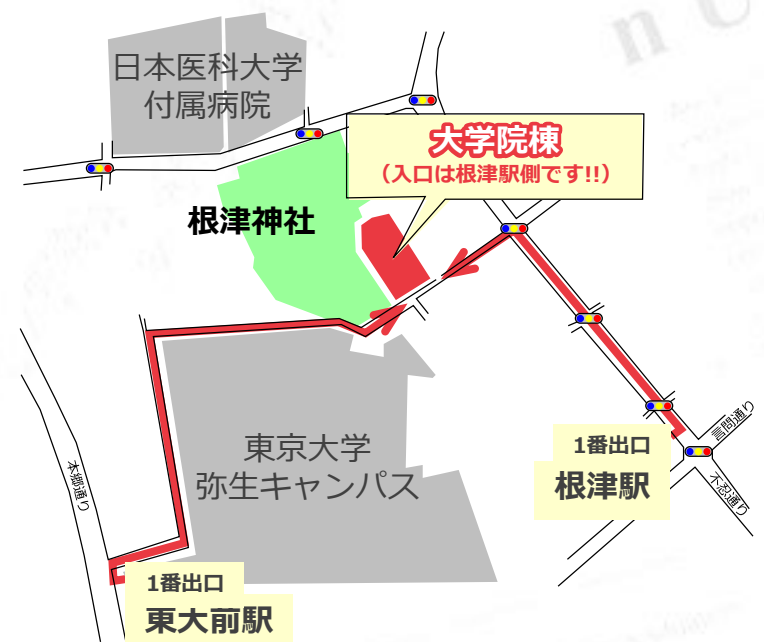 日本医科大学
付属病院
大学院棟
(入口は根津駅側です!!)
根津神社
東京大学
弥生キャンパス
本郷通り
言問通り
不忍通り
1番出口
根津駅
1番出口
東大前駅